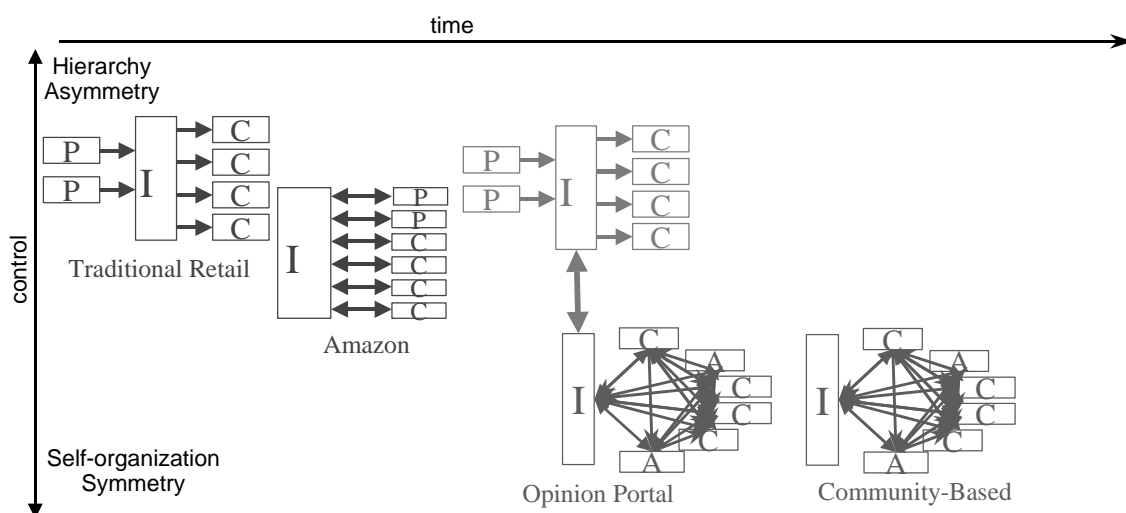 time
Hierarchy
Asymmetry
control
P
P
I
C
C
C
C
Traditional Retail
I
P
P
C
C
C
C
Amazon
P
P
I
C
C
C
C
I
C
A
C
C
C
A
Opinion Portal
I
C
A
C
C
C
A
Community-Based
Self-organization
Symmetry